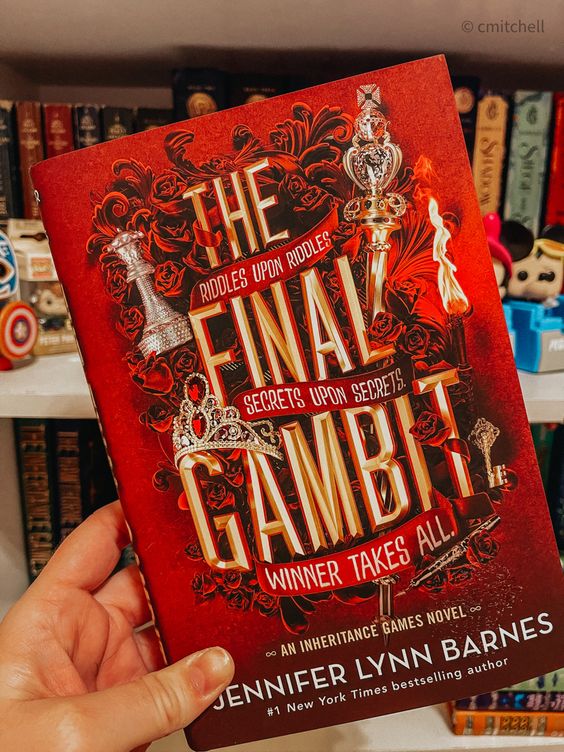 © cmitchell
THE
RIDDLES UPON RIDDLES
FINAL
SECRETS UPON SECRETS.
GAMBIT
WINNER TAKES ALL.
AN INHERITANCE GAMES NOVEL
JENNIFER LYNN BARNES
#1 New York Times bestselling author